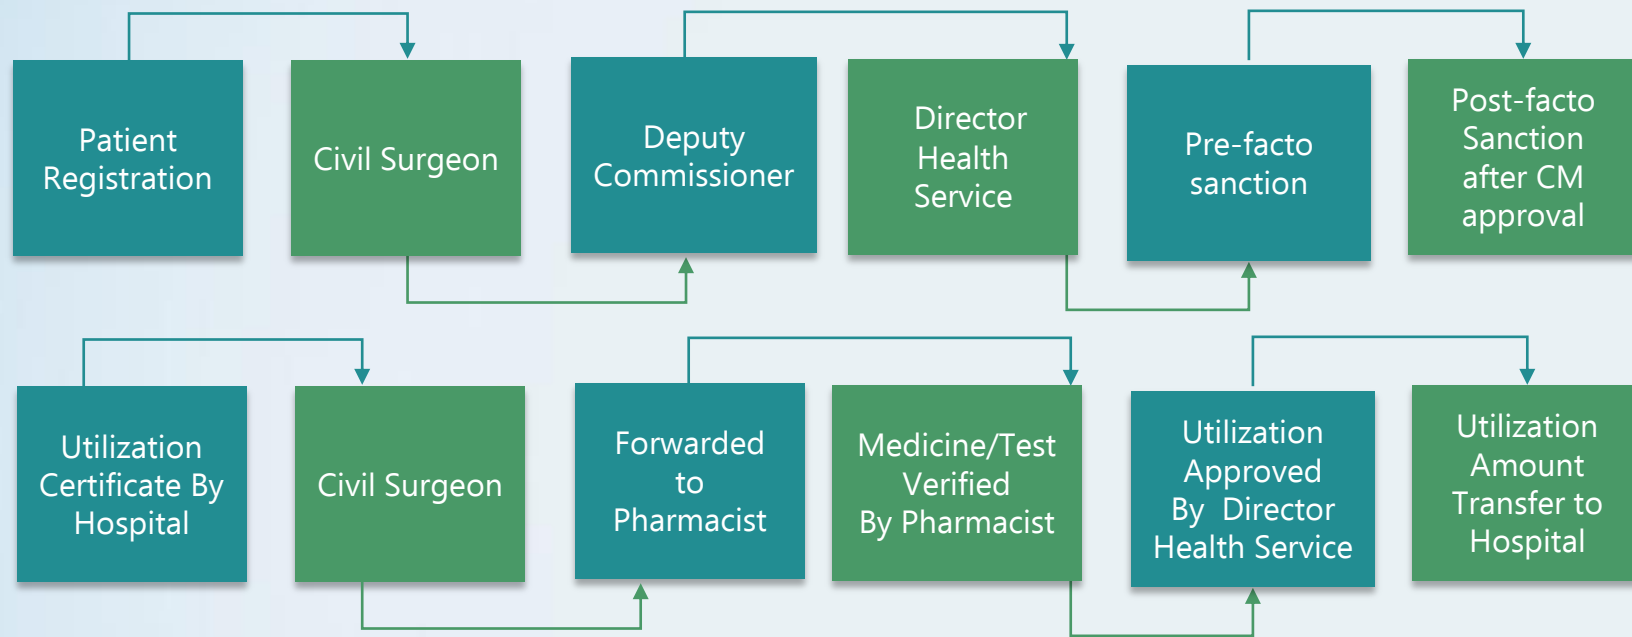 Patient
Registration
Civil Surgeon
Deputy
Commissioner
Director
Health
Service
Pre-facto
sanction
Post-facto
Sanction
after CM
approval
Utilization
Certificate By
Hospital
Civil Surgeon
Forwarded
to
Pharmacist
Medicine/Test
Verified
By Pharmacist
Utilization
Approved
By Director
Health Service
Utilization
Amount
Transfer to
Hospital